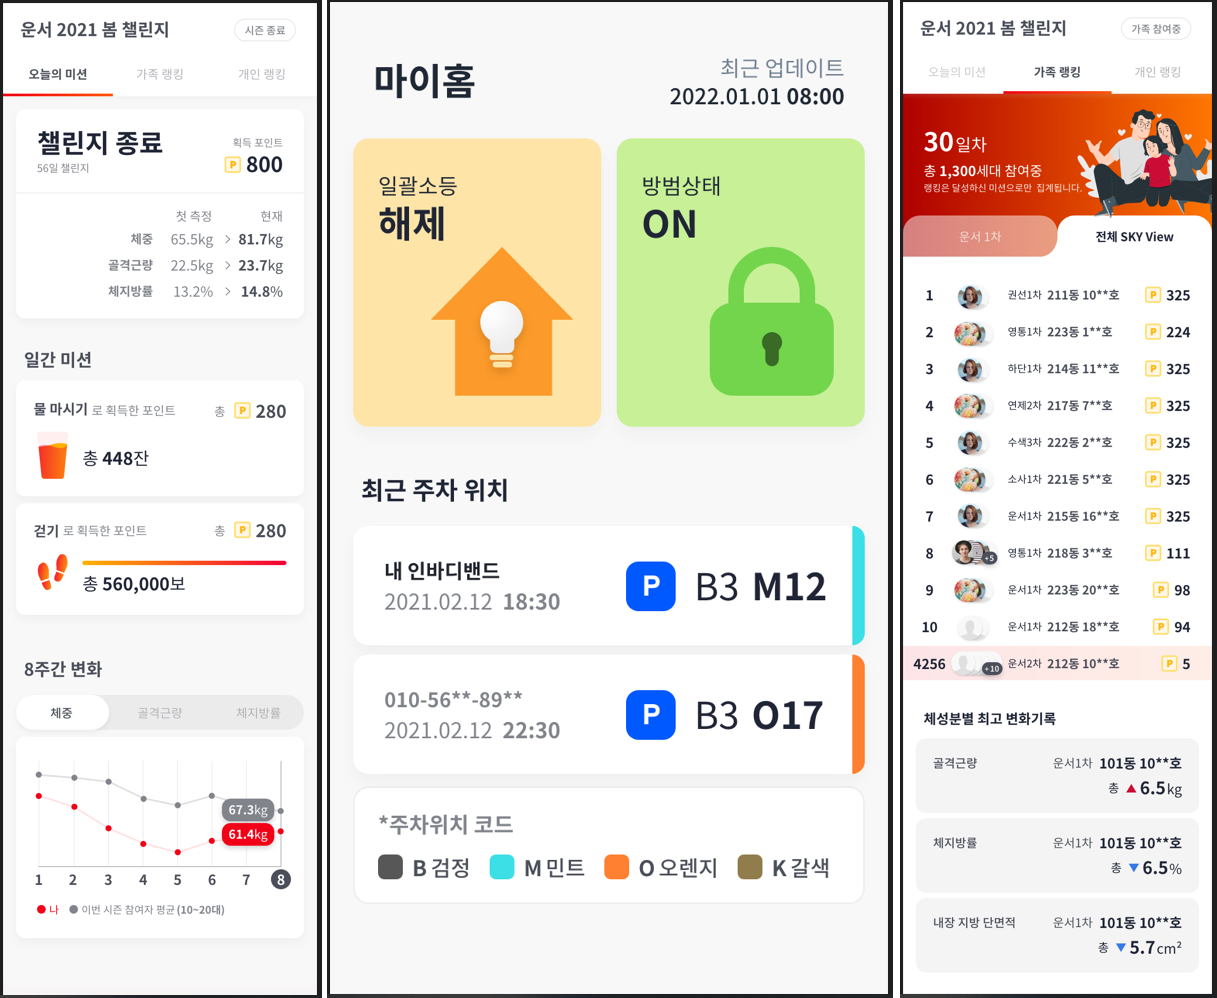 운서 2021 봄 챌린지
시즌 종료
오늘의 미션
가족 랭킹
개인 랭킹
챌린지 종료
56일 챌린지
획득 포인트
P 800
첫 측정 현재
체중 65.5kg > 81.7kg
골격근량 22.5kg > 23.7kg
체지방률 13.2% > 14.8%
일간 미션
물 마시기 로 획득한 포인트 총 P 280
총 448잔
걷기 로 획득한 포인트 총 P 280
총 560,000보
8주간 변화
체중 골격근량 체지방률
67.3kg
61.4kg
1 2 3 4 5 6 7 8
나 이번 시즌 참여자 평균 (10~20대)
마이홈
최근 업데이트
2022.01.01 08:00
일괄소등
해제
방범상태
ON
최근 주차 위치
내 인바디밴드
2021.02.12 18:30
P B3 M12
010-56**-89**
2021.02.12 22:30
P B3 O17
*주차위치 코드
B 검정 M 민트 O 오렌지 K 갈색
운서 2021 봄 챌린지
가족 참여중
오늘의 미션
가족 랭킹
개인 랭킹
30일차
총 1,300세대 참여중
랭킹은 달성하신 미션으로만 집계됩니다.
운서 1차
전체 SKY View
1 권선1차 211동 10**호 P 325
2 영통1차 223동 1**호 P 224
3 하단1차 214동 11**호 P 325
4 연제2차 217동 7**호 P 325
5 수색3차 222동 2**호 P 325
6 소사1차 221동 5**호 P 325
7 운서1차 215동 16**호 P 325
8 +5 영통1차 218동 3**호 P 111
9 운서1차 223동 20**호 P 98
10 운서1차 212동 18**호 P 94
4256 +10 운서2차 212동 10**호 P 5
체성분별 최고 변화기록
골격근량 운서1차 101동 10**호
총 ▲ 6.5kg
체지방률 운서1차 101동 10**호
총 ▼ 6.5%
내장 지방 단면적 운서1차 101동 10**호
총 ▼ 5.7cm²